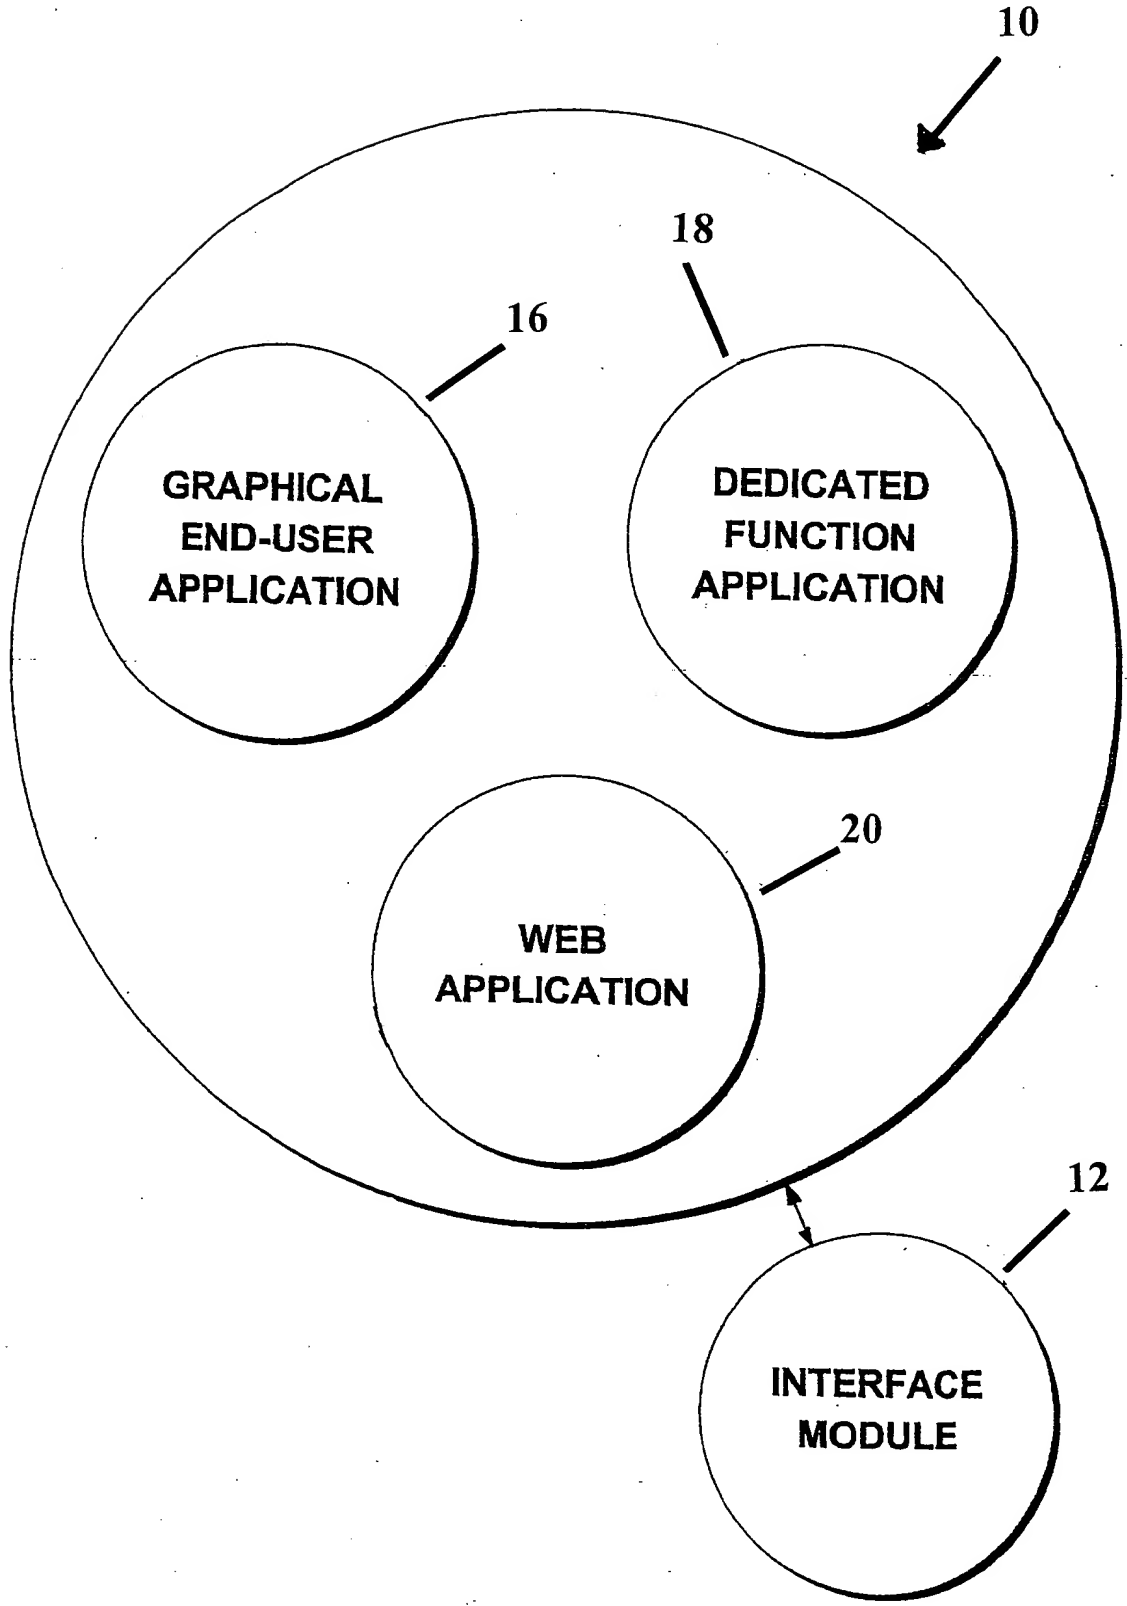 10
18
16
GRAPHICAL
END-USER
APPLICATION
DEDICATED
FUNCTION
APPLICATION
20
WEB
APPLICATION
12
INTERFACE
MODULE